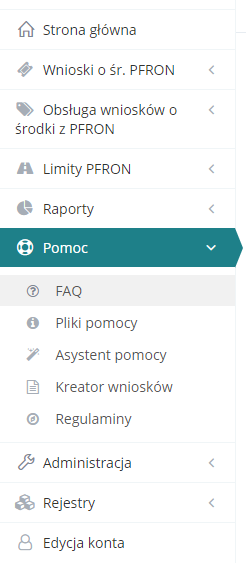 Strona główna
Wnioski o śr. PFRON
Obsługa wniosków o
środki z PFRON
Limity PFRON
Raporty
Pomoc
FAQ
Pliki pomocy
Asystent pomocy
Kreator wniosków
Regulaminy
Administracja
Rejestry
Edycja konta